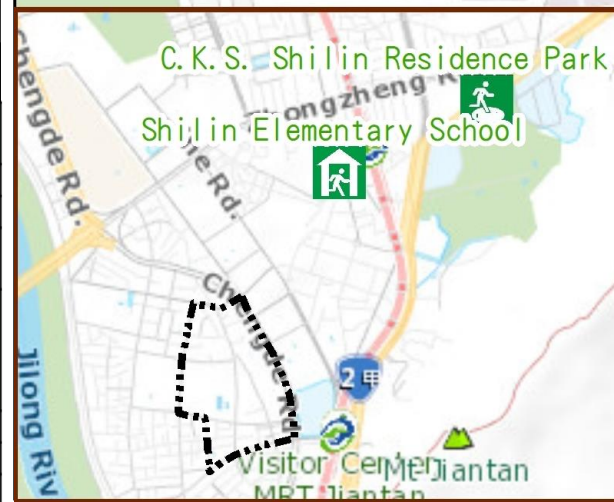 C.K.S. Shilin Residence Park
Zhongzheng
Shilin Elementary School
Chengde Rd.
Rd.
Chengde Rd.
2甲
Jilong Riv
Visitor Center
Mt Jiantan
MRT Jiantan